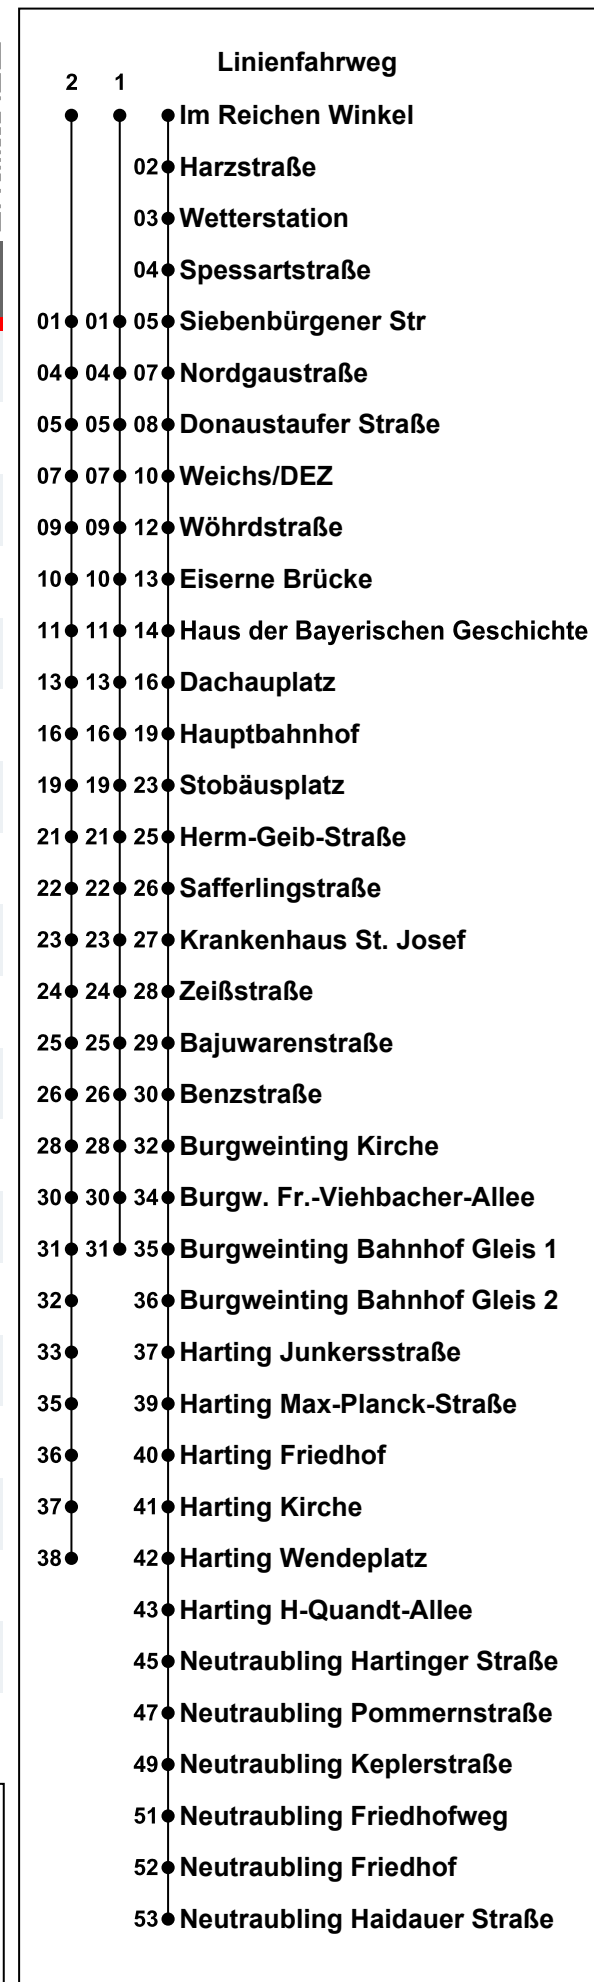 Linienfahrweg
2 1
Im Reichen Winkel
02 Harzstraße
03 Wetterstation
04 Spessartstraße
01 01 05 Siebenbürgener Str
04 04 07 Nordgaustraße
05 05 08 Donaustaufer Straße
07 07 10 Weichs/DEZ
09 09 12 Wöhrdstraße
10 10 13 Eiserne Brücke
11 11 14 Haus der Bayerischen Geschichte
13 13 16 Dachauplatz
16 16 19 Hauptbahnhof
19 19 23 Stobäusplatz
21 21 25 Herm-Geib-Straße
22 22 26 Safferlingstraße
23 23 27 Krankenhaus St. Josef
24 24 28 Zeißstraße
25 25 29 Bajuwarenstraße
26 26 30 Benzstraße
28 28 32 Burgweinting Kirche
30 30 34 Burgw. Fr.-Viehbacher-Allee
31 31 35 Burgweinting Bahnhof Gleis 1
32 36 Burgweinting Bahnhof Gleis 2
33 37 Harting Junkersstraße
35 39 Harting Max-Planck-Straße
36 40 Harting Friedhof
37 41 Harting Kirche
38 42 Harting Wendeplatz
43 Harting H-Quandt-Allee
45 Neutraubling Hartinger Straße
47 Neutraubling Pommernstraße
49 Neutraubling Keplerstraße
51 Neutraubling Friedhofweg
52 Neutraubling Friedhof
53 Neutraubling Haidauer Straße